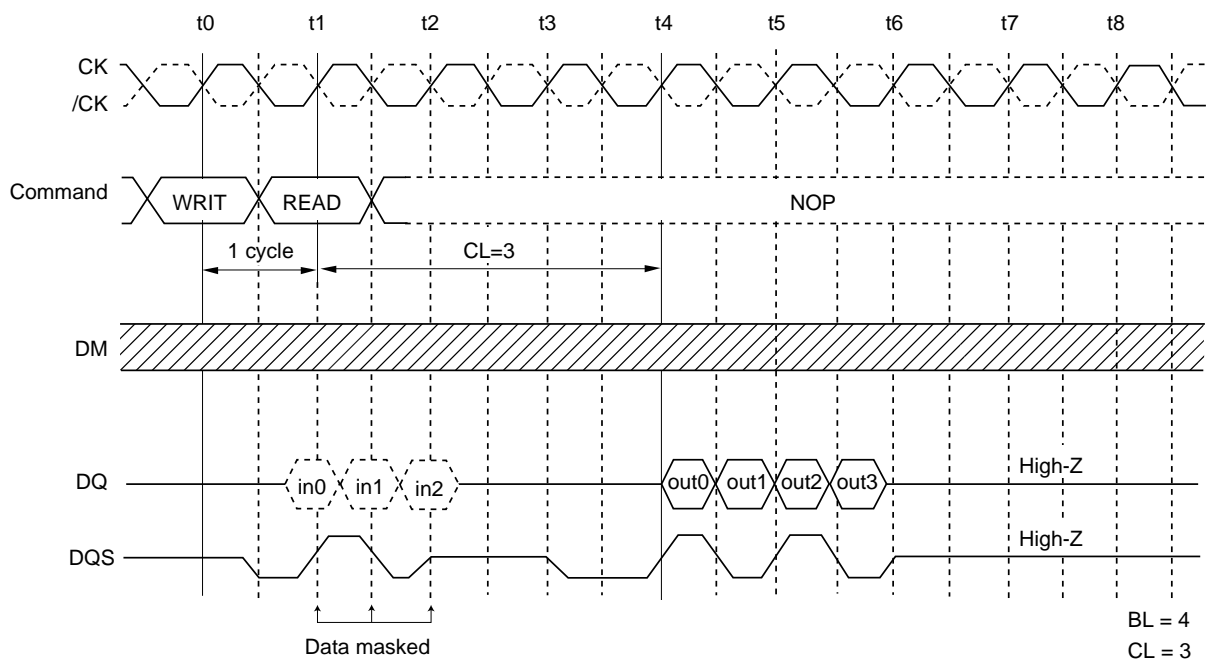 t0 t1 t2 t3 t4 t5 t6 t7 t8
CK
/CK
Command WRIT READ NOP
1 cycle CL=3
DM
DQ in0 in1 in2 out0 out1 out2 out3 High-Z
DQS High-Z
Data masked
BL = 4
CL = 3